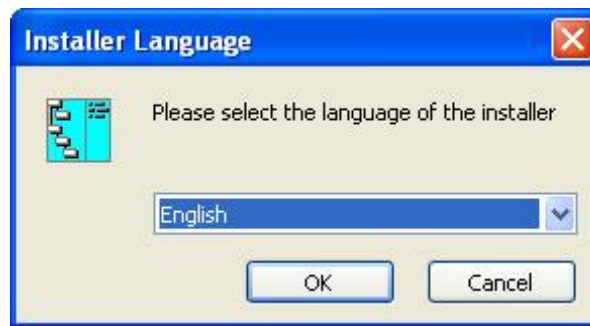 Installer Language
Please select the language of the installer
English
OK
Cancel